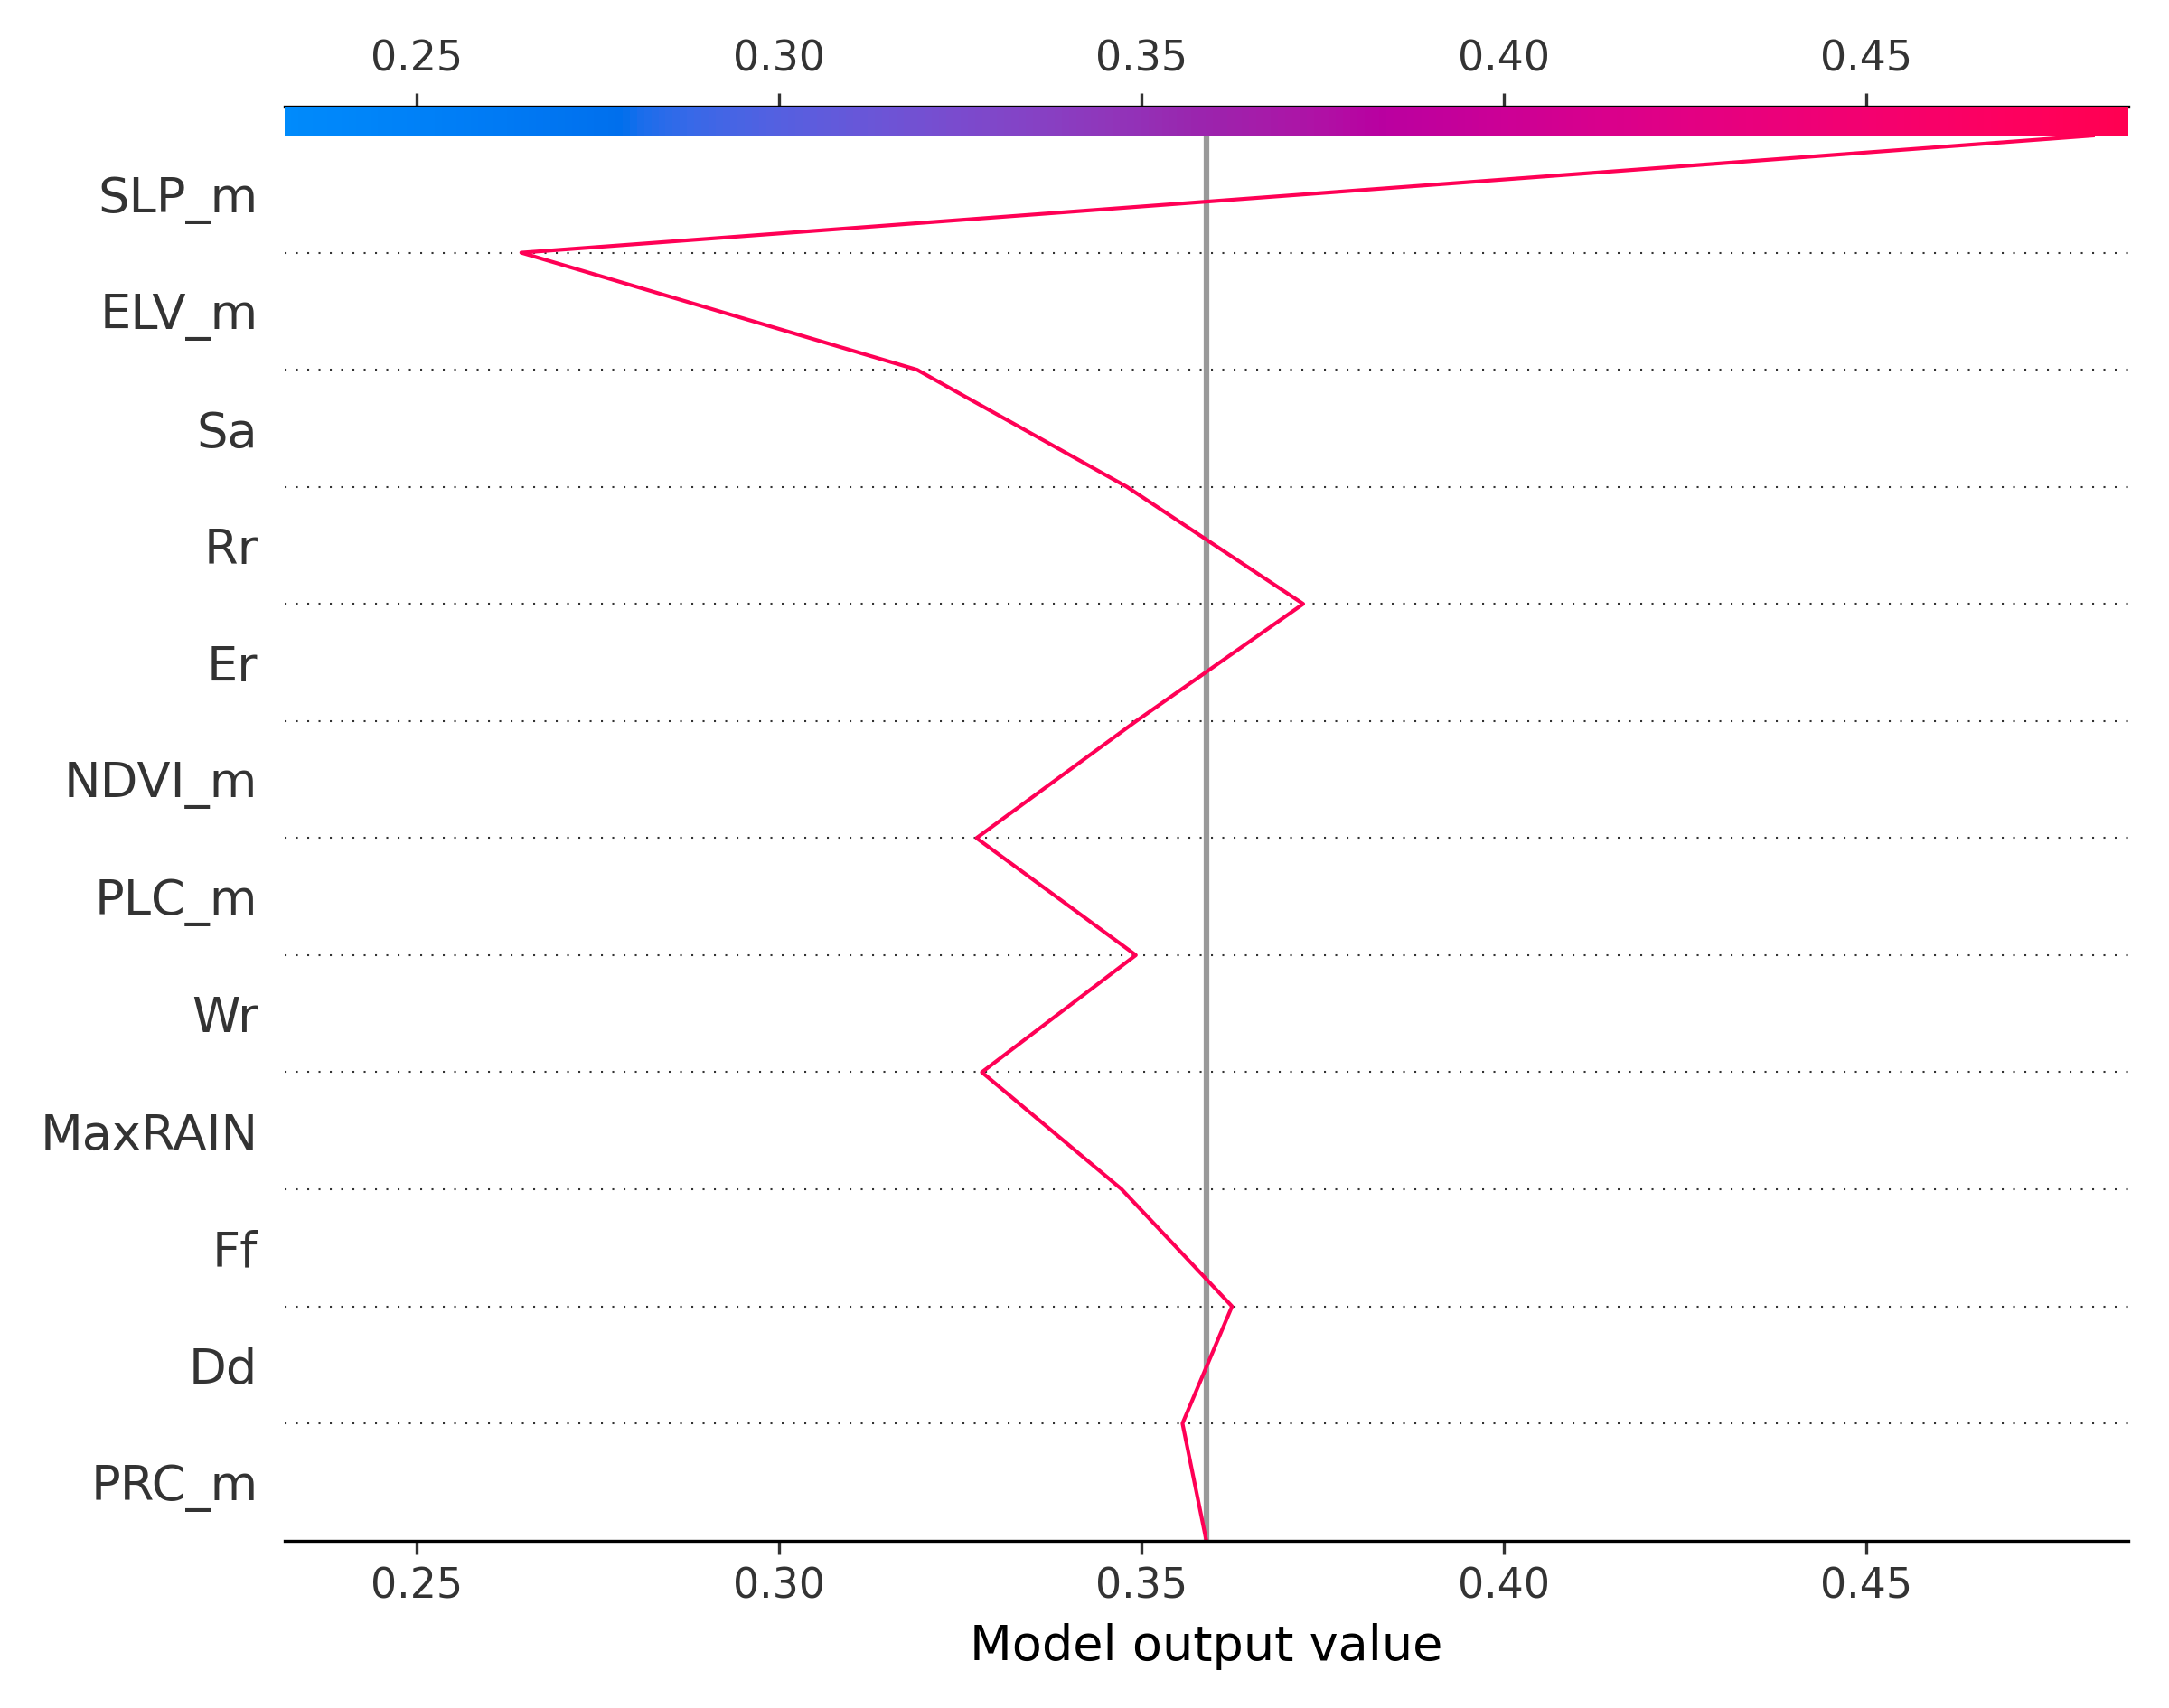 0.25 0.30 0.35 0.40 0.45
SLP_m
ELV_m
Sa
Rr
Er
NDVI_m
PLC_m
Wr
MaxRAIN
Ff
Dd
PRC_m
0.25 0.30 0.35 0.40 0.45
Model output value